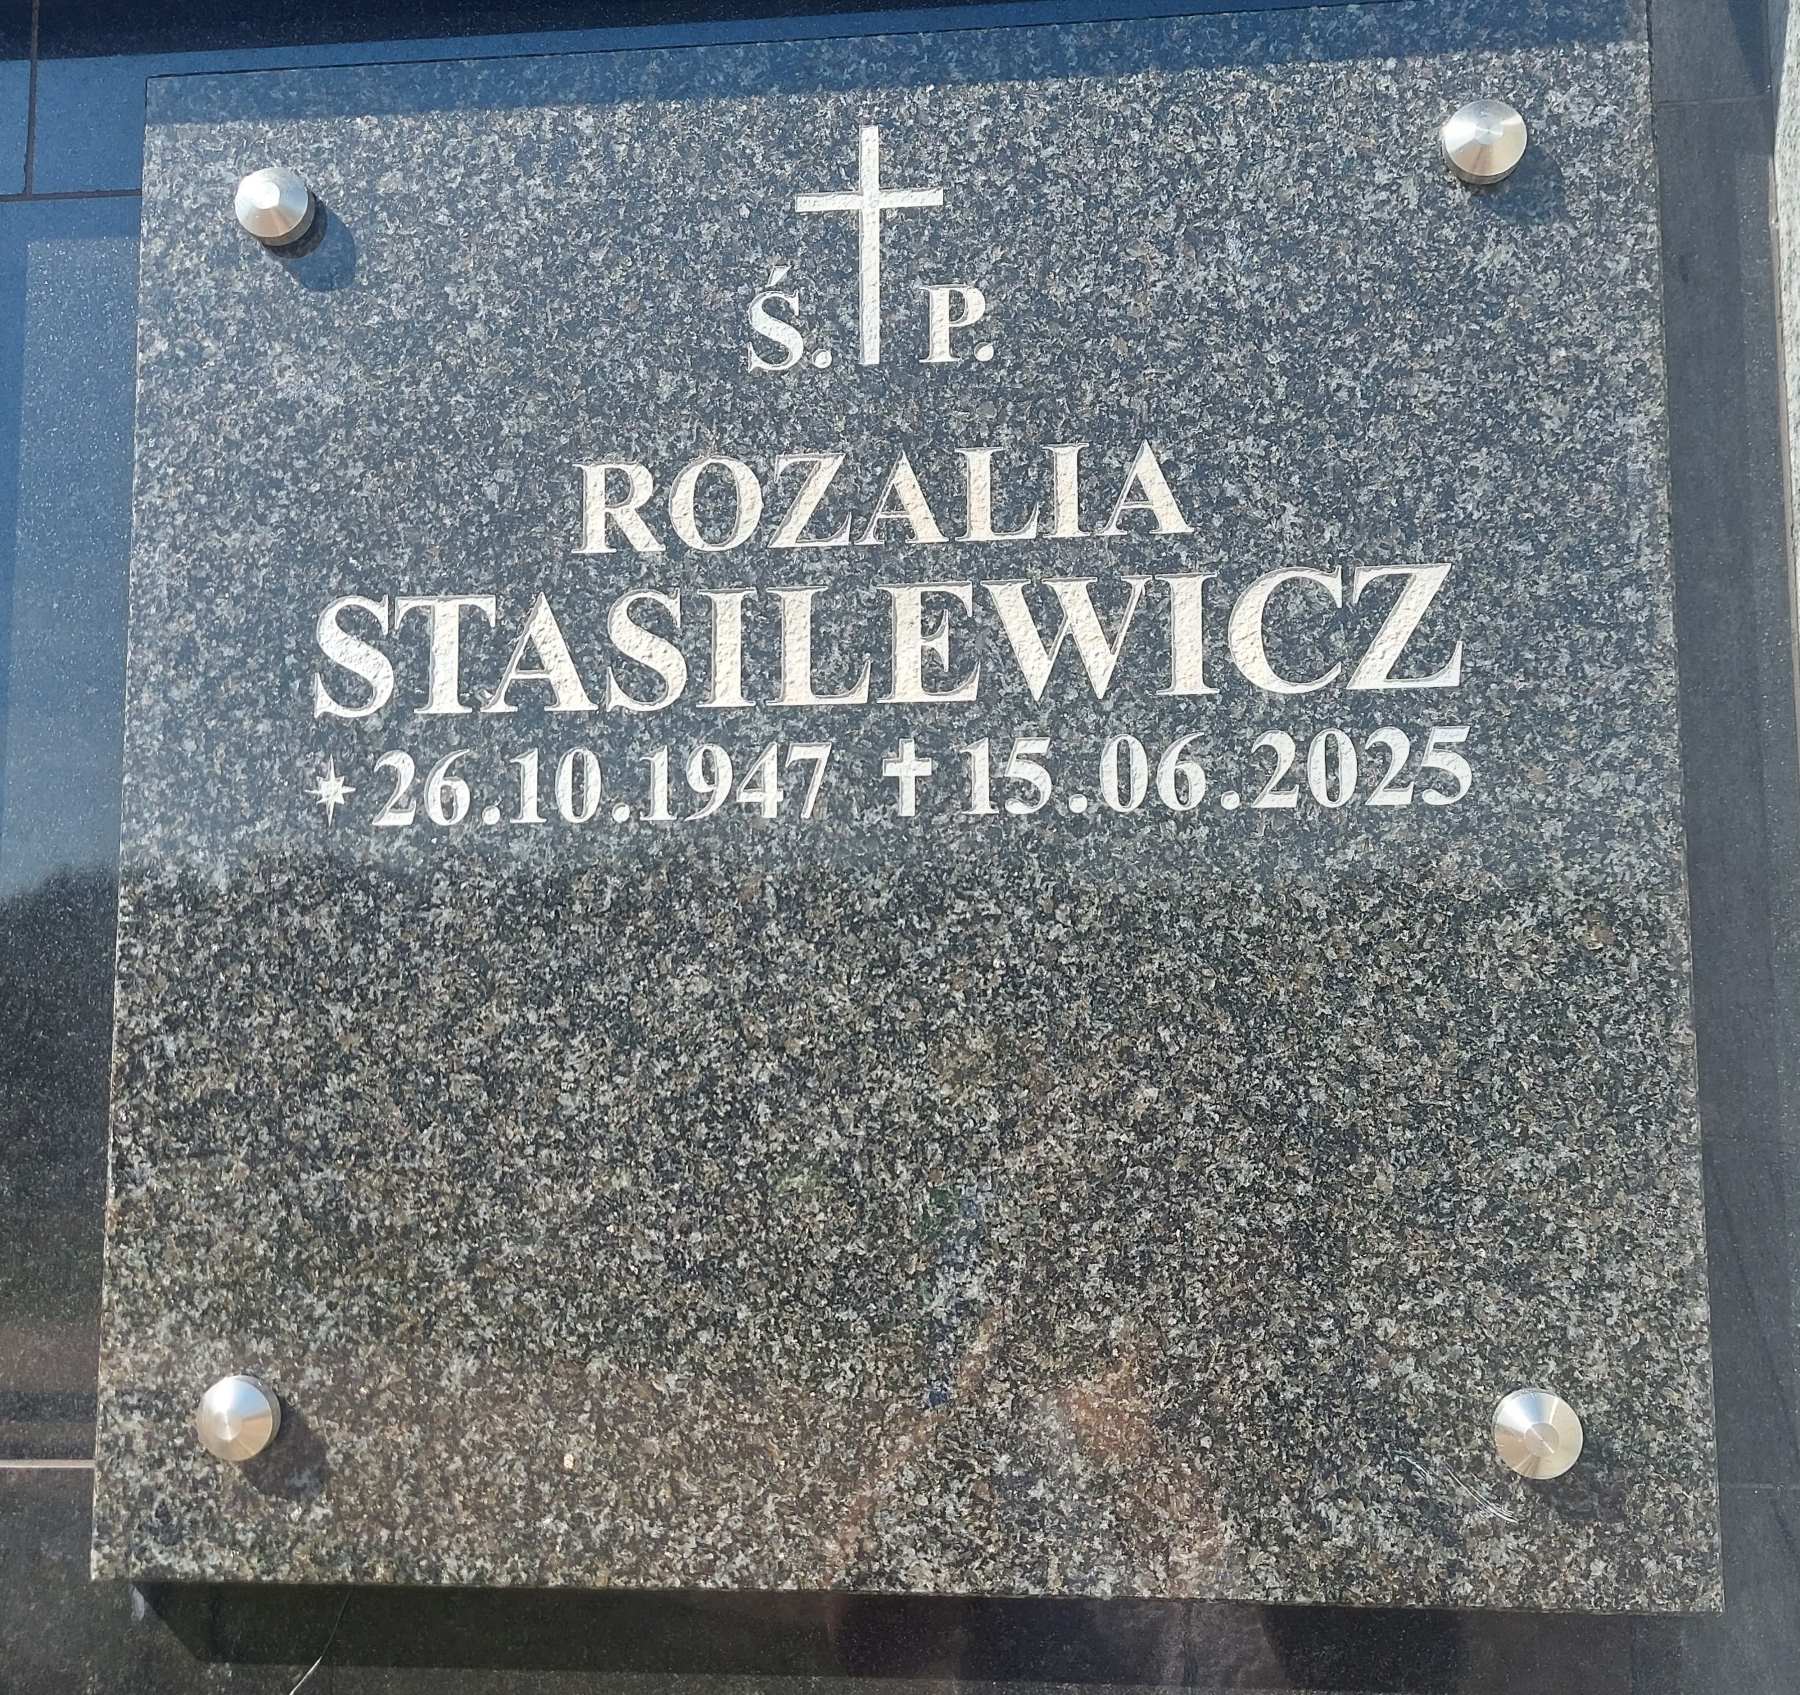 Ś. P.
ROZALIA
STASILEWICZ
* 26.10.1947 ✝ 15.06.2025